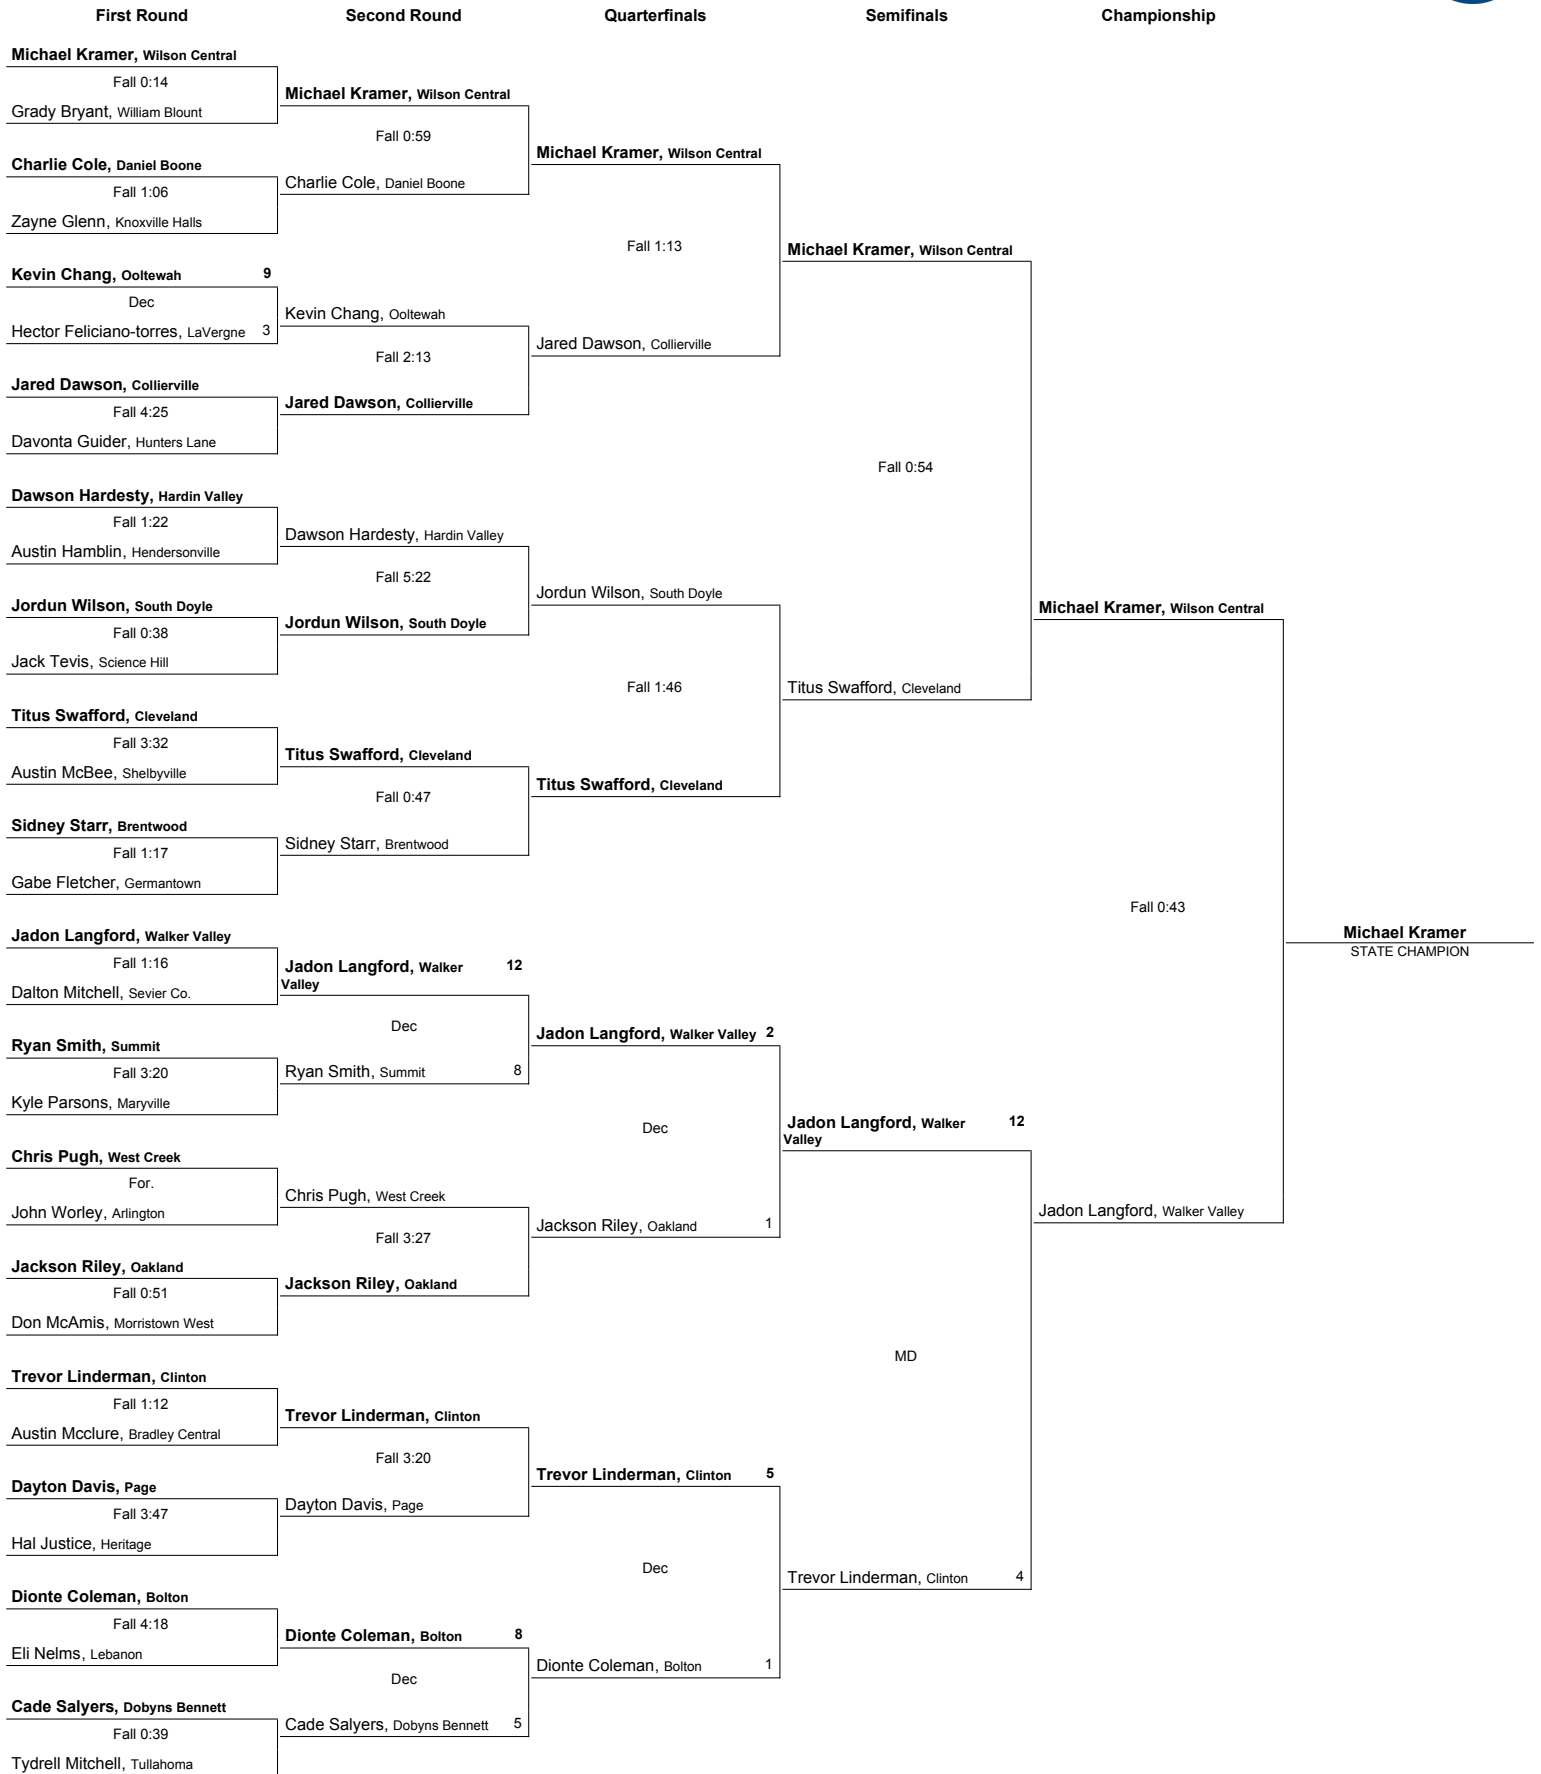 First Round Second Round Quarterfinals Semifinals Championship
Michael Kramer, Wilson Central
Fall 0:14
Grady Bryant, William Blount
Charlie Cole, Daniel Boone
Fall 1:06
Zayne Glenn, Knoxville Halls
Kevin Chang, Ooltewah 9
Dec
Hector Feliciano-torres, LaVergne 3
Jared Dawson, Collierville
Fall 4:25
Davonta Guider, Hunters Lane
Dawson Hardesty, Hardin Valley
Fall 1:22
Austin Hamblin, Hendersonville
Jordun Wilson, South Doyle
Fall 0:38
Jack Tevis, Science Hill
Titus Swafford, Cleveland
Fall 3:32
Austin McBee, Shelbyville
Sidney Starr, Brentwood
Fall 1:17
Gabe Fletcher, Germantown
Jadon Langford, Walker Valley
Fall 1:16
Dalton Mitchell, Sevier Co.
Ryan Smith, Summit
Fall 3:20
Kyle Parsons, Maryville
Chris Pugh, West Creek
For.
John Worley, Arlington
Jackson Riley, Oakland
Fall 0:51
Don McAmis, Morristown West
Trevor Linderman, Clinton
Fall 1:12
Austin Mcclure, Bradley Central
Dayton Davis, Page
Fall 3:47
Hal Justice, Heritage
Dionte Coleman, Bolton
Fall 4:18
Eli Nelms, Lebanon
Cade Salyers, Dobyns Bennett
Fall 0:39
Tydrell Mitchell, Tullahoma
Michael Kramer, Wilson Central
Fall 0:59
Charlie Cole, Daniel Boone
Kevin Chang, Ooltewah
Fall 2:13
Jared Dawson, Collierville
Dawson Hardesty, Hardin Valley
Fall 5:22
Jordun Wilson, South Doyle
Titus Swafford, Cleveland
Fall 0:47
Sidney Starr, Brentwood
Jadon Langford, Walker 12
Valley
Dec
Ryan Smith, Summit 8
Chris Pugh, West Creek
Fall 3:27
Jackson Riley, Oakland
Trevor Linderman, Clinton
Fall 3:20
Dayton Davis, Page
Dionte Coleman, Bolton 8
Dec
Cade Salyers, Dobyns Bennett 5
Michael Kramer, Wilson Central
Fall 1:13
Jared Dawson, Collierville
Jordun Wilson, South Doyle
Fall 1:46
Titus Swafford, Cleveland
Jadon Langford, Walker Valley 2
Dec
Jackson Riley, Oakland 1
Trevor Linderman, Clinton 5
Dec
Dionte Coleman, Bolton 1
Michael Kramer, Wilson Central
Fall 0:54
Titus Swafford, Cleveland
Jadon Langford, Walker 12
Valley
MD
Trevor Linderman, Clinton 4
Michael Kramer, Wilson Central
Fall 0:43
Jadon Langford, Walker Valley
Michael Kramer
STATE CHAMPION